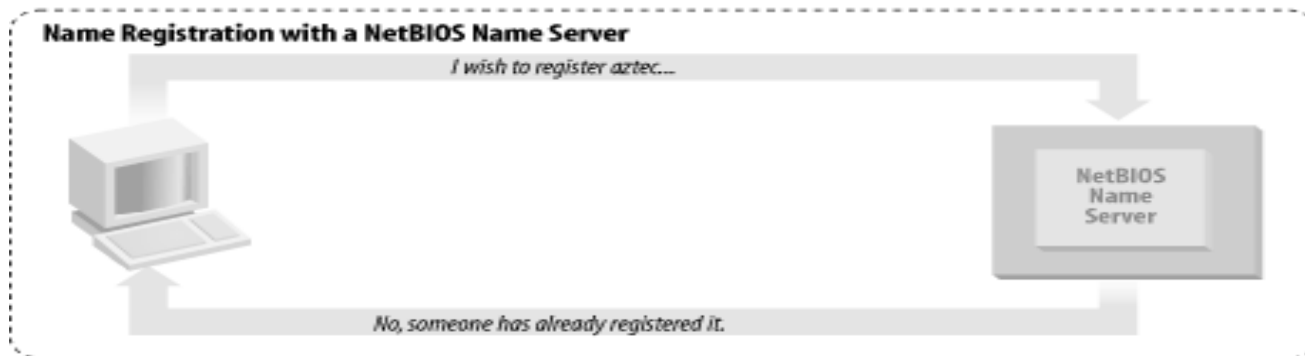 Name Registration with a NetBIOS Name Server
I wish to register aztec...
NetBIOS
Name
Server
No, someone has already registered it.